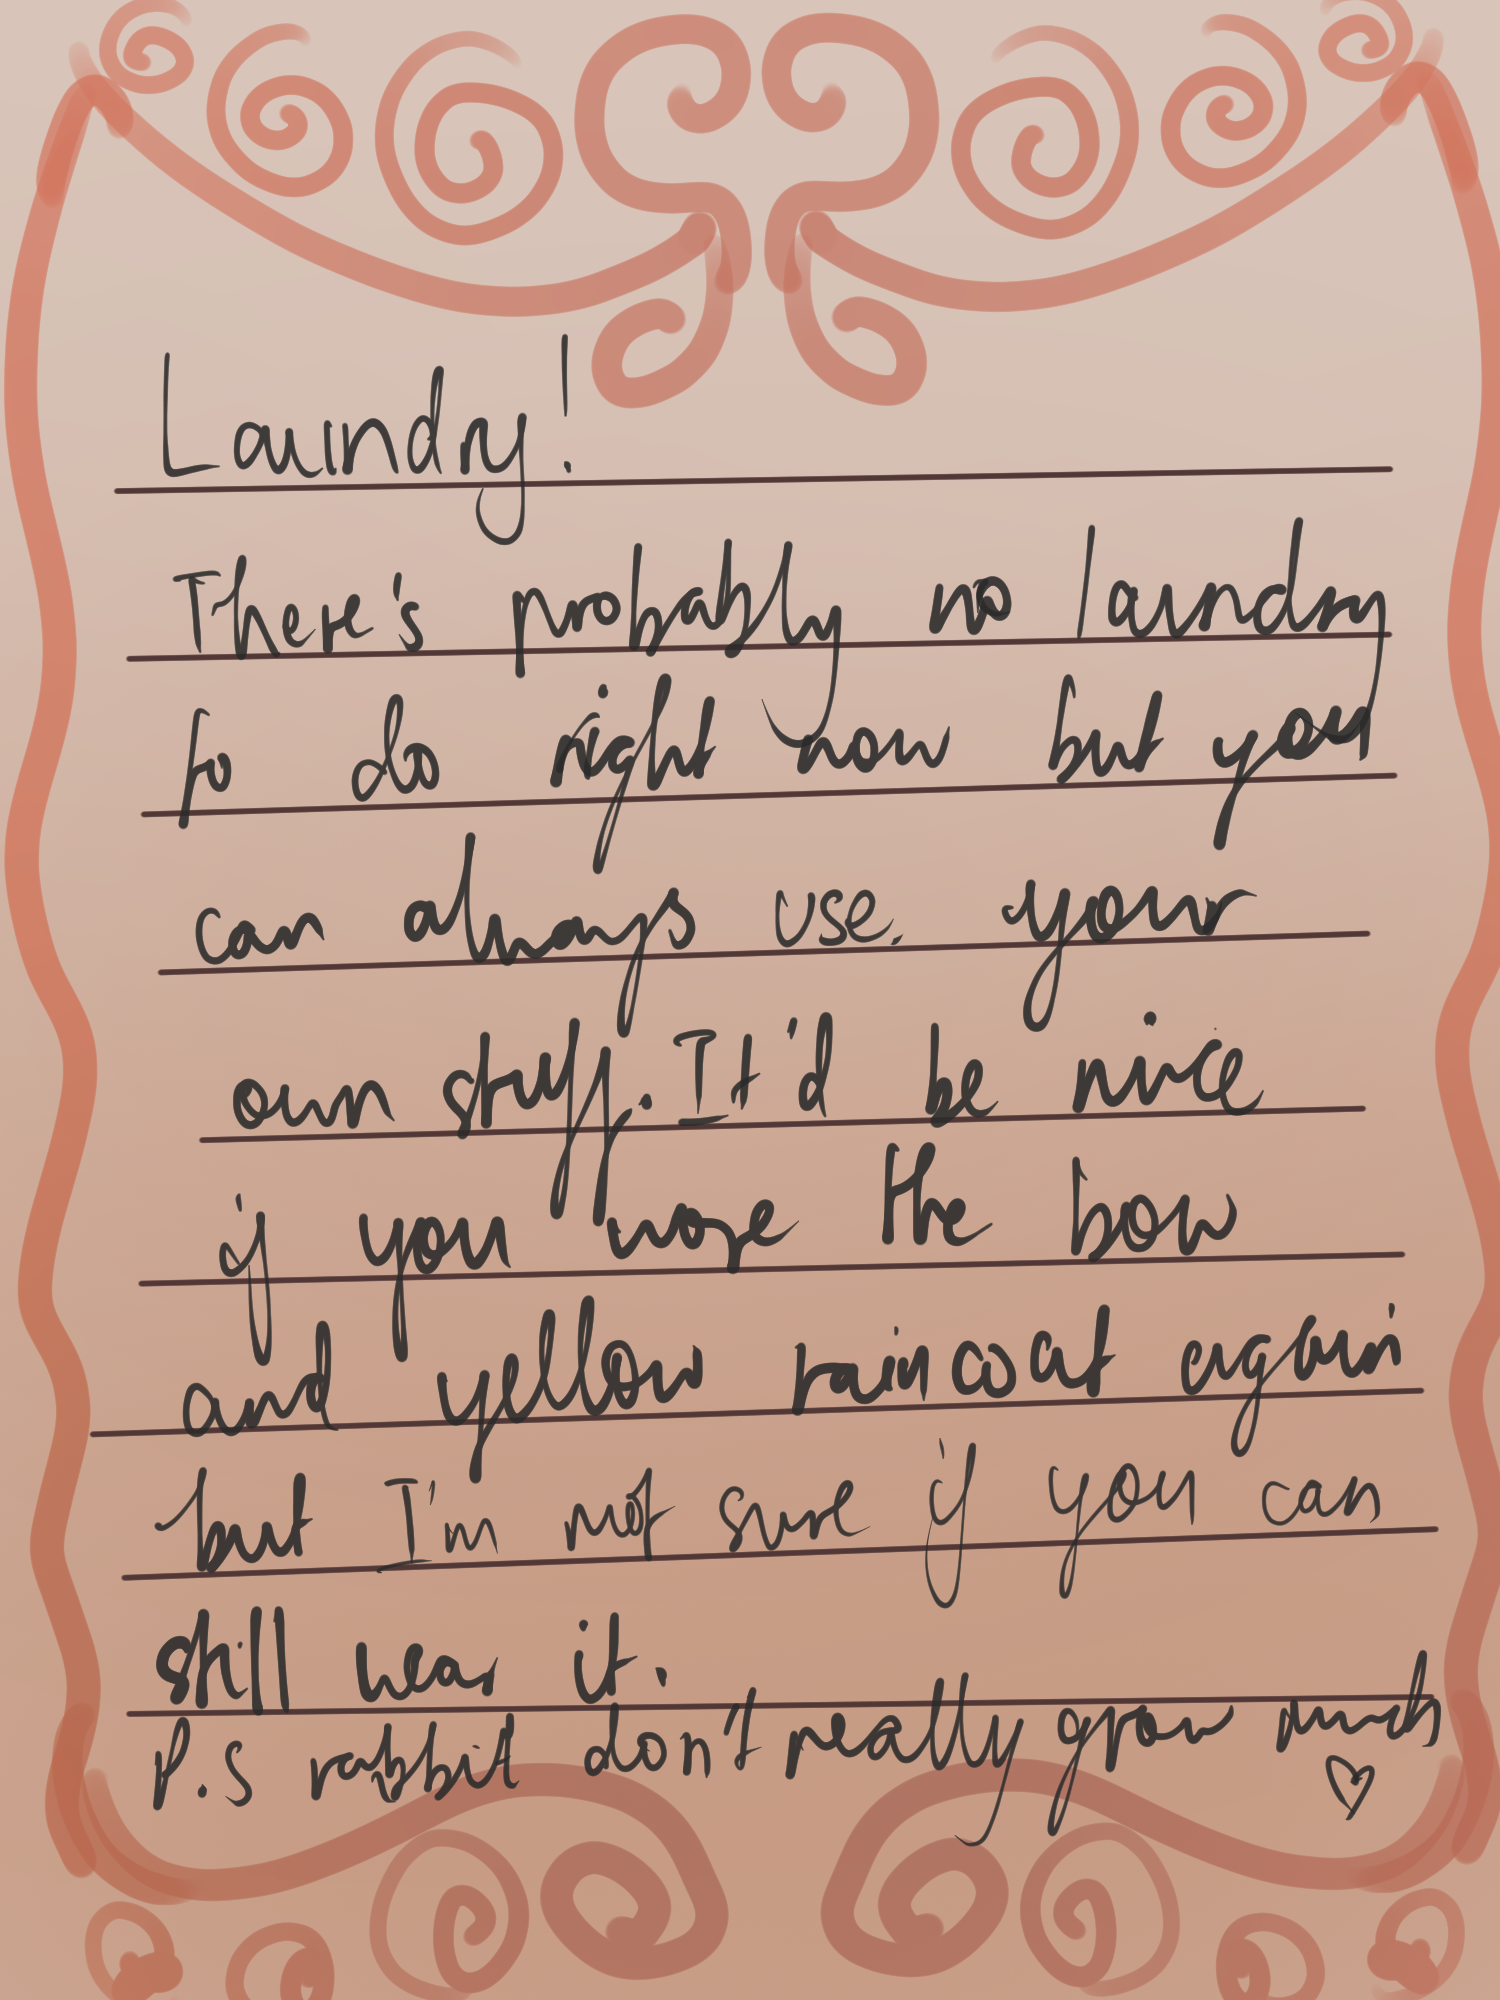 Laundry!
There's probably no laundry
to do right now but you
can always use your
own stuff. It'd be nice
if you wore the bow
and yellow raincoat again
but I'm not sure if you can
still wear it.
P.S rabbit don't really grow much
♡